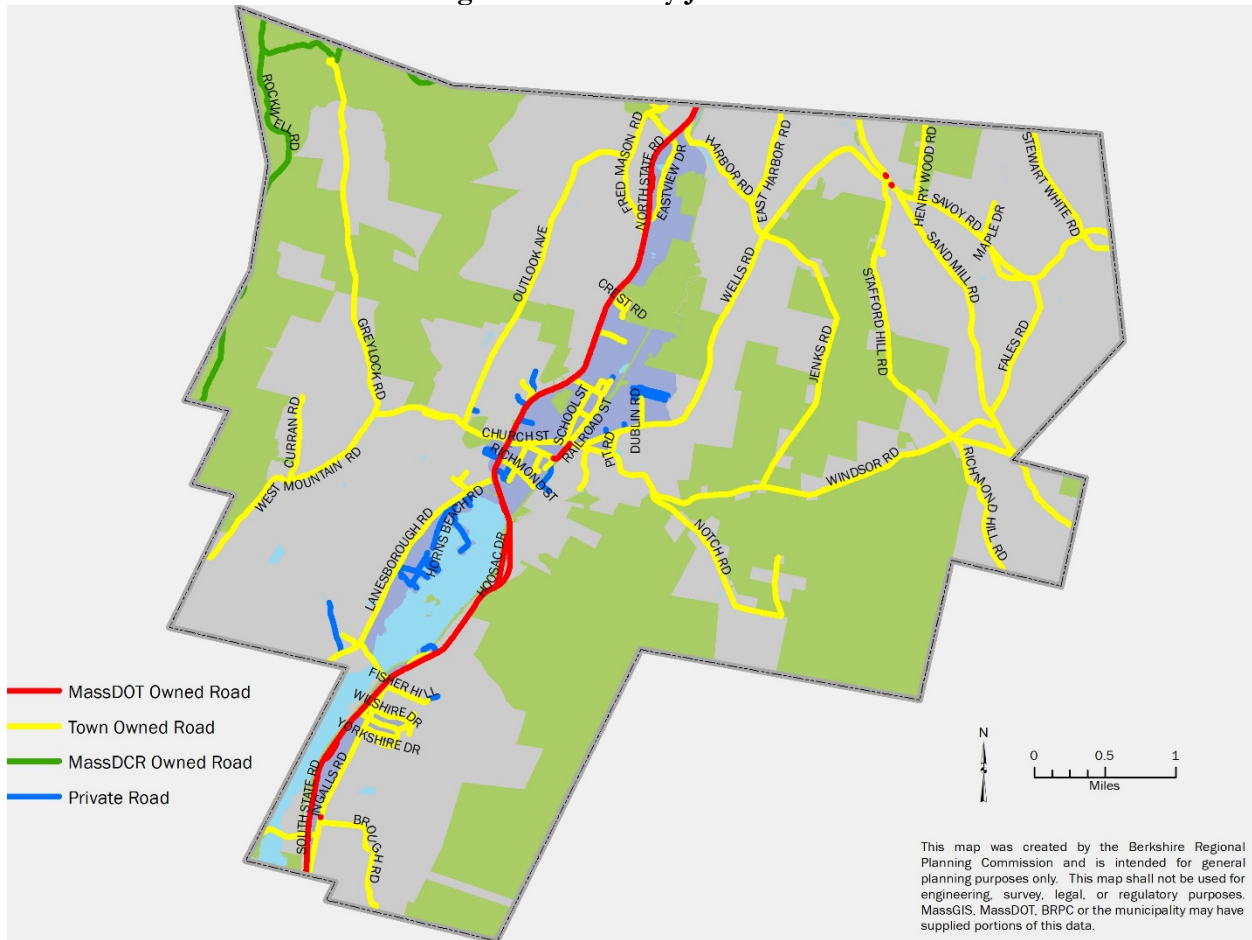 ROCKWELL RD
GREYLOCK RD
OUTLOOK AVE
FRED MASON RD
NORTH STATE RD
EASTVIEW DR
HARBOR RD
EAST HARBOR RD
HENRY WOOD RD
SAVOY RD
MAPLE DR
STEWART WHITE RD
SAND MILL RD
STAFFORD HILL RD
FALES RD
WELLS RD
JENKS RD
CREST RD
CURRAN RD
WEST MOUNTAIN RD
CHURCH ST
SCHOOL ST
RAILROAD ST
RICHMOND ST
PIT RD
DUBLIN RD
WINDSOR RD
RICHMOND HILL RD
NOTCH RD
LANESBOROUGH RD
HORNS BEACH RD
HOOSAC DR
FISHER HILL
WILSHIRE DR
YORKSHIRE DR
INGALLS RD
SOUTH STATE RD
BROUGH RD
MassDOT Owned Road
Town Owned Road
MassDCR Owned Road
Private Road
N
0 0.5 1
Miles
This map was created by the Berkshire Regional
Planning Commission and is intended for general
planning purposes only. This map shall not be used for
engineering, survey, legal, or regulatory purposes.
MassGIS, MassDOT, BRPC or the municipality may have
supplied portions of this data.